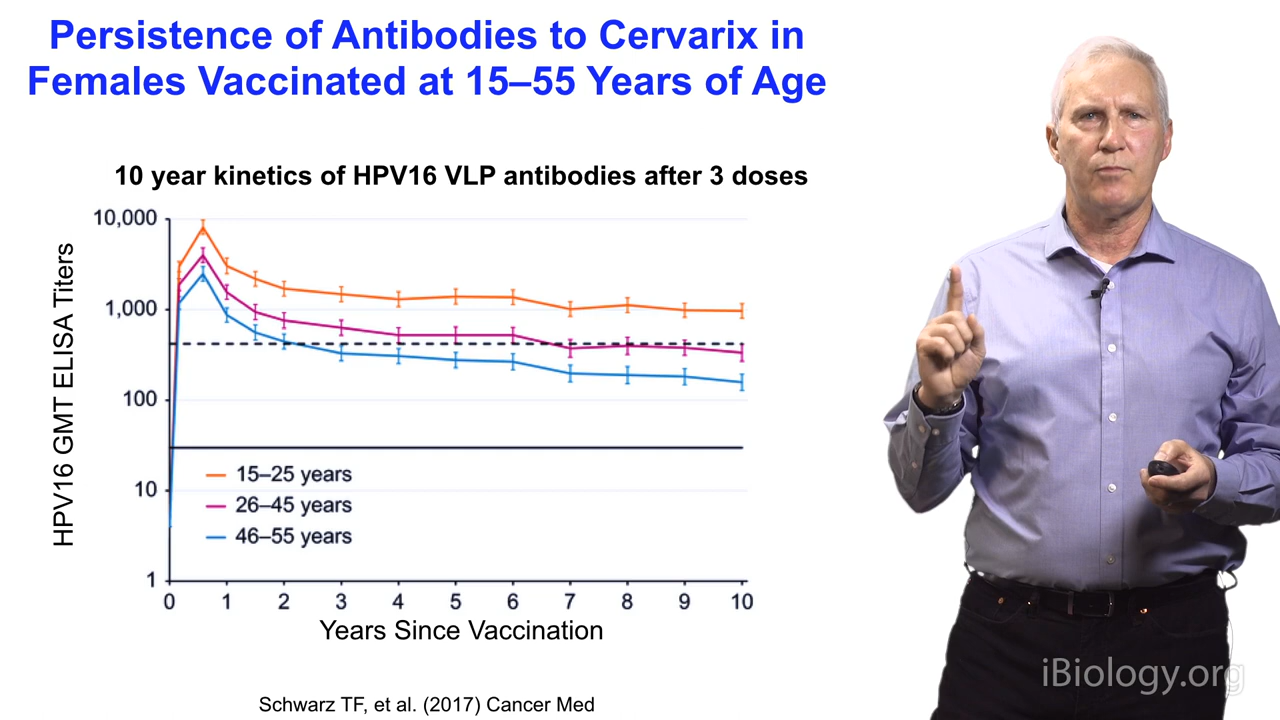 Persistence of Antibodies to Cervarix in
Females Vaccinated at 15–55 Years of Age
10 year kinetics of HPV16 VLP antibodies after 3 doses
HPV16 GMT ELISA Titers
10,000
1,000
100
10
1
15–25 years
26–45 years
46–55 years
0 1 2 3 4 5 6 7 8 9 10
Years Since Vaccination
Schwarz TF, et al. (2017) Cancer Med
iBiology.org